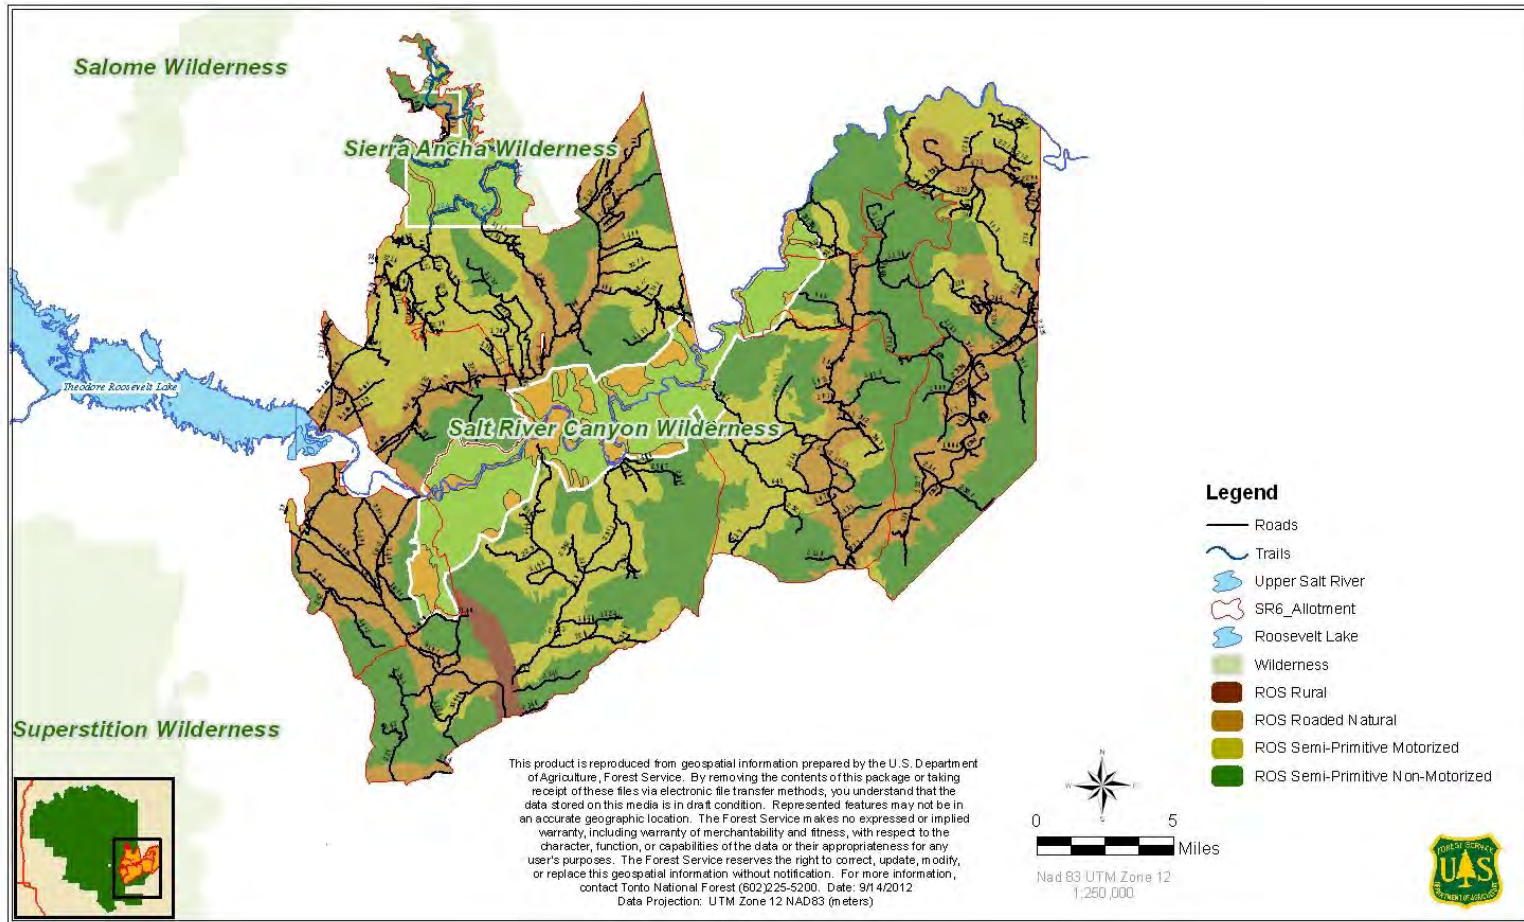 Salome Wilderness
Sierra Ancha Wilderness
Theodore Roosevelt Lake
Salt River Canyon Wilderness
Superstition Wilderness
Legend
Roads
Trails
Upper Salt River
SR6_Allotment
Roosevelt Lake
Wilderness
ROS Rural
ROS Roaded Natural
ROS Semi-Primitive Motorized
ROS Semi-Primitive Non-Motorized
This product is reproduced from geospatial information prepared by the U.S. Department
of Agriculture, Forest Service. By removing the contents of this package or taking
receipt of these files via electronic file transfer methods, you understand that the
data stored on this media is in draft condition. Represented features may not be in
an accurate geographic location. The Forest Service makes no expressed or implied
warranty, including warranty of merchantability and fitness, with respect to the
character, function, or capabilities of the data or their appropriateness for any
user's purposes. The Forest Service reserves the right to correct, update, modify,
or replace this geospatial information without notification. For more information,
contact Tonto National Forest (602)225-5200. Date: 9/14/2012
Data Projection: UTM Zone 12 NAD83 (meters)
N
W E
S
0 5
Miles
Nad 83 UTM Zone 12
1:250,000
FOREST SERVICE
U S
DEPARTMENT OF AGRICULTURE